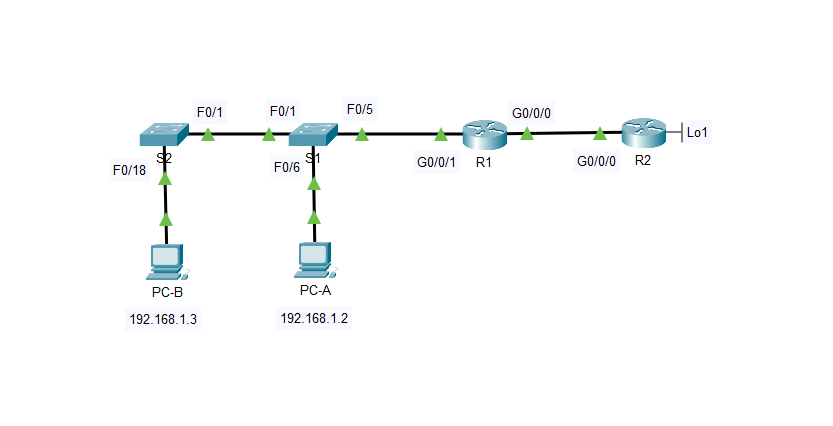 F0/1
F0/1
F0/5
G0/0/0
Lo1
S2
S1
F0/18
F0/6
G0/0/1
R1
G0/0/0
R2
PC-B
PC-A
192.168.1.3
192.168.1.2